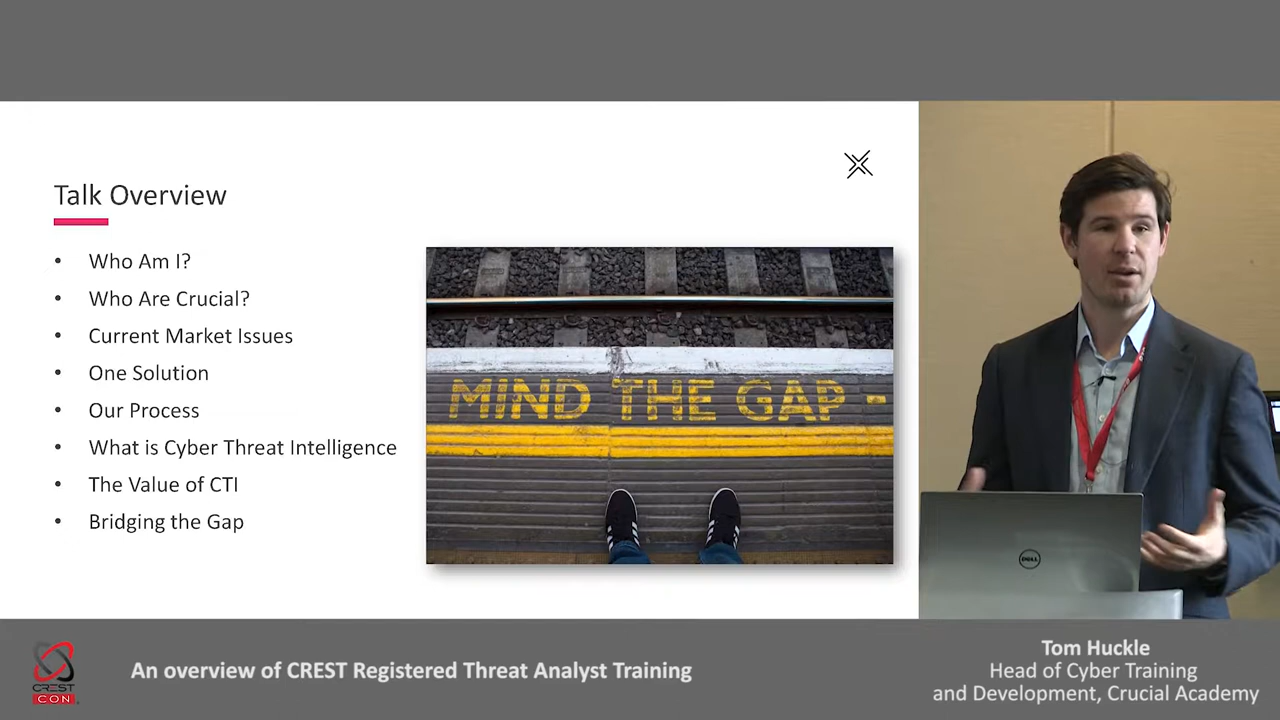 Talk Overview
• Who Am I?
• Who Are Crucial?
• Current Market Issues
• One Solution
• Our Process
• What is Cyber Threat Intelligence
• The Value of CTI
• Bridging the Gap
MIND THE GAP -
DELL
CREST
CON
An overview of CREST Registered Threat Analyst Training
Tom Huckle
Head of Cyber Training
and Development, Crucial Academy